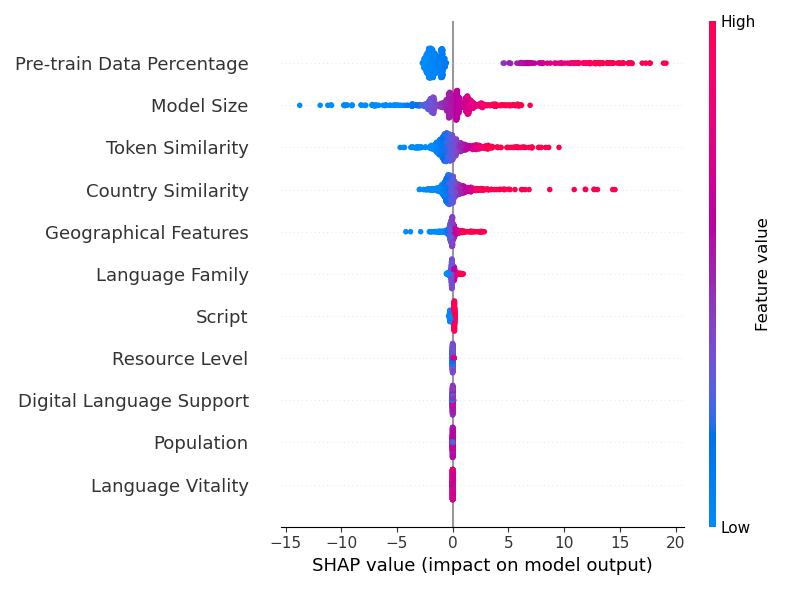 High
Pre-train Data Percentage
Model Size
Token Similarity
Country Similarity
Geographical Features
Language Family
Script
Resource Level
Digital Language Support
Population
Language Vitality
Feature value
Low
−15 −10 −5 0 5 10 15 20
SHAP value (impact on model output)